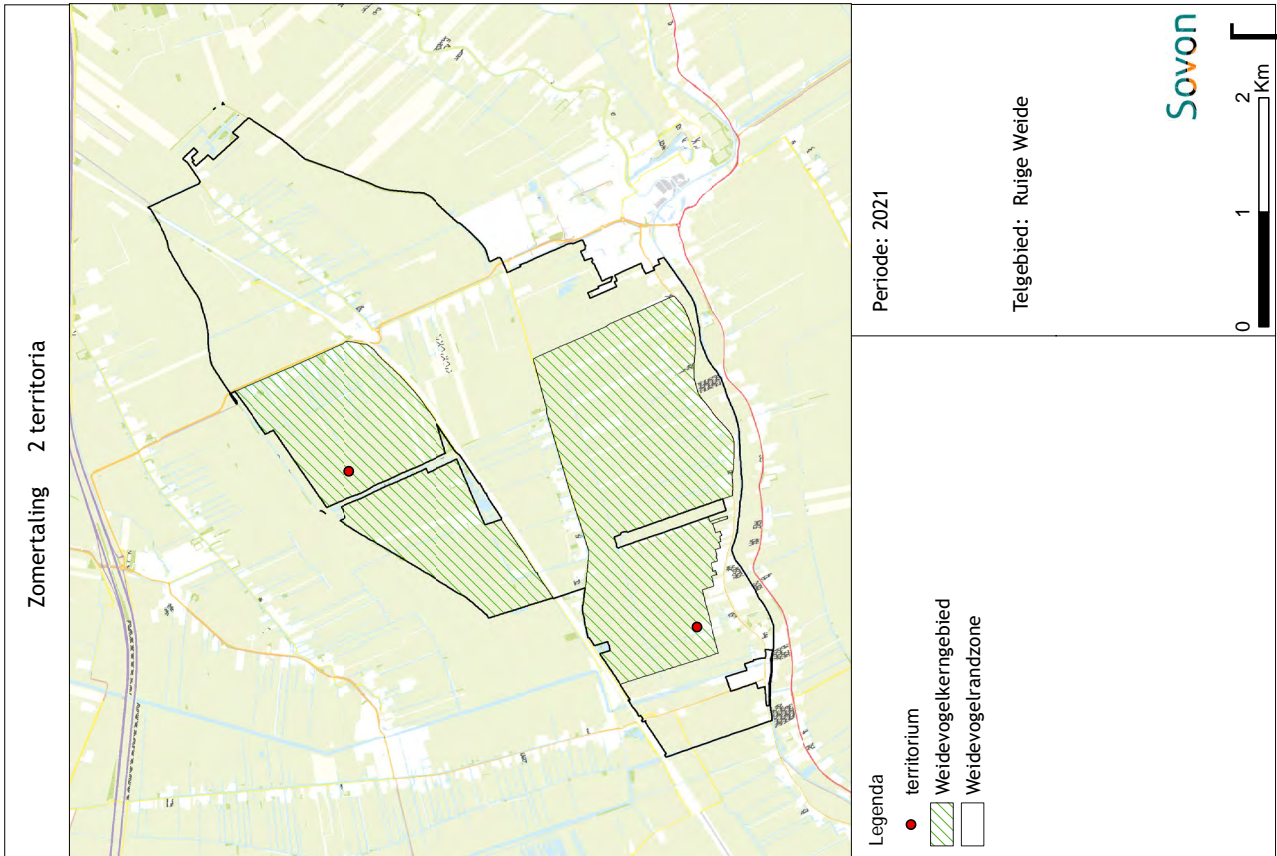 Zomertaling 2 territoria
Legenda
territorium
Weidevogelkerngebied
Weidevogelrandzone
Periode: 2021
Telgebied: Ruige Weide
Sovon
0 1 2
Km